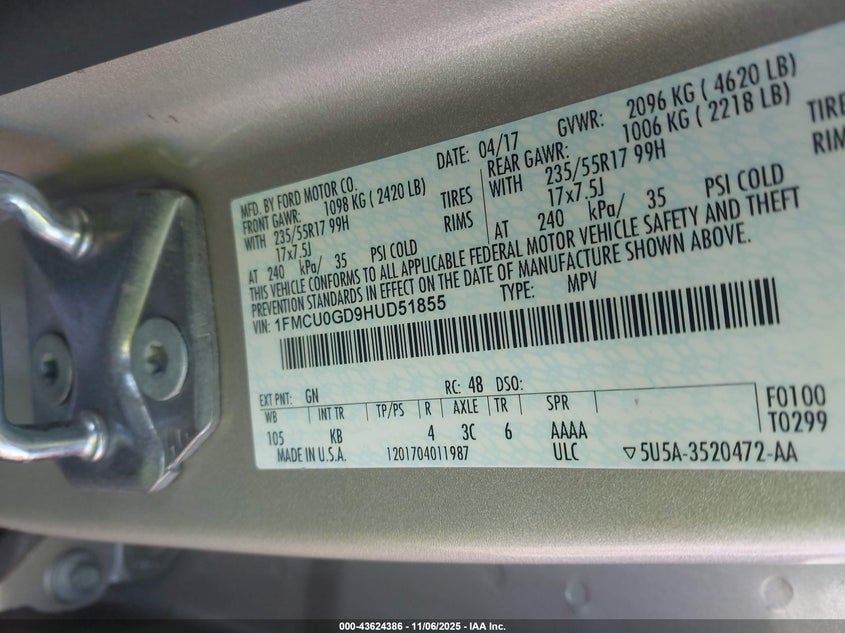 MFD. BY FORD MOTOR CO.
DATE: 04/17 GVWR: 2096 KG ( 4620 LB)
FRONT GAWR: 1098 KG ( 2420 LB)
REAR GAWR: 1006 KG ( 2218 LB)
WITH 235/55R17 99H TIRES
WITH 235/55R17 99H TIRES
17x7.5J RIMS
17x7.5J RIMS
AT 240 kPa/ 35 PSI COLD
AT 240 kPa/ 35 PSI COLD
THIS VEHICLE CONFORMS TO ALL APPLICABLE FEDERAL MOTOR VEHICLE SAFETY AND THEFT
PREVENTION STANDARDS IN EFFECT ON THE DATE OF MANUFACTURE SHOWN ABOVE.
VIN: 1FMCU0GD9HUD51855 TYPE: MPV
EXT PNT: GN RC: 48 DSO:
WB INT TR TP/PS R AXLE TR SPR
105 KB 4 3C 6 AAAA
F0100
T0299
MADE IN U.S.A. 1201704011987 ULC ▽5U5A-3520472-AA
000-43624386 - 11/06/2025 - IAA Inc.